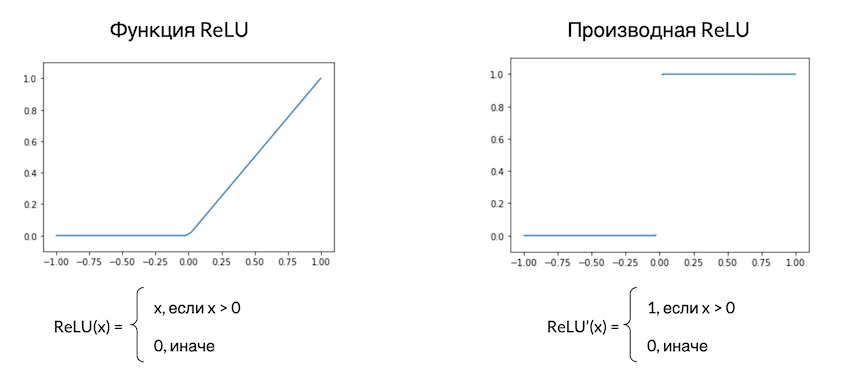 Функция ReLU
1.0
0.8
0.6
0.4
0.2
0.0
−1.00 −0.75 −0.50 −0.25 0.00 0.25 0.50 0.75 1.00
ReLU(x) =
x, если x > 0
0, иначе
Производная ReLU
1.0
0.8
0.6
0.4
0.2
0.0
−1.00 −0.75 −0.50 −0.25 0.00 0.25 0.50 0.75 1.00
ReLU’(x) =
1, если x > 0
0, иначе